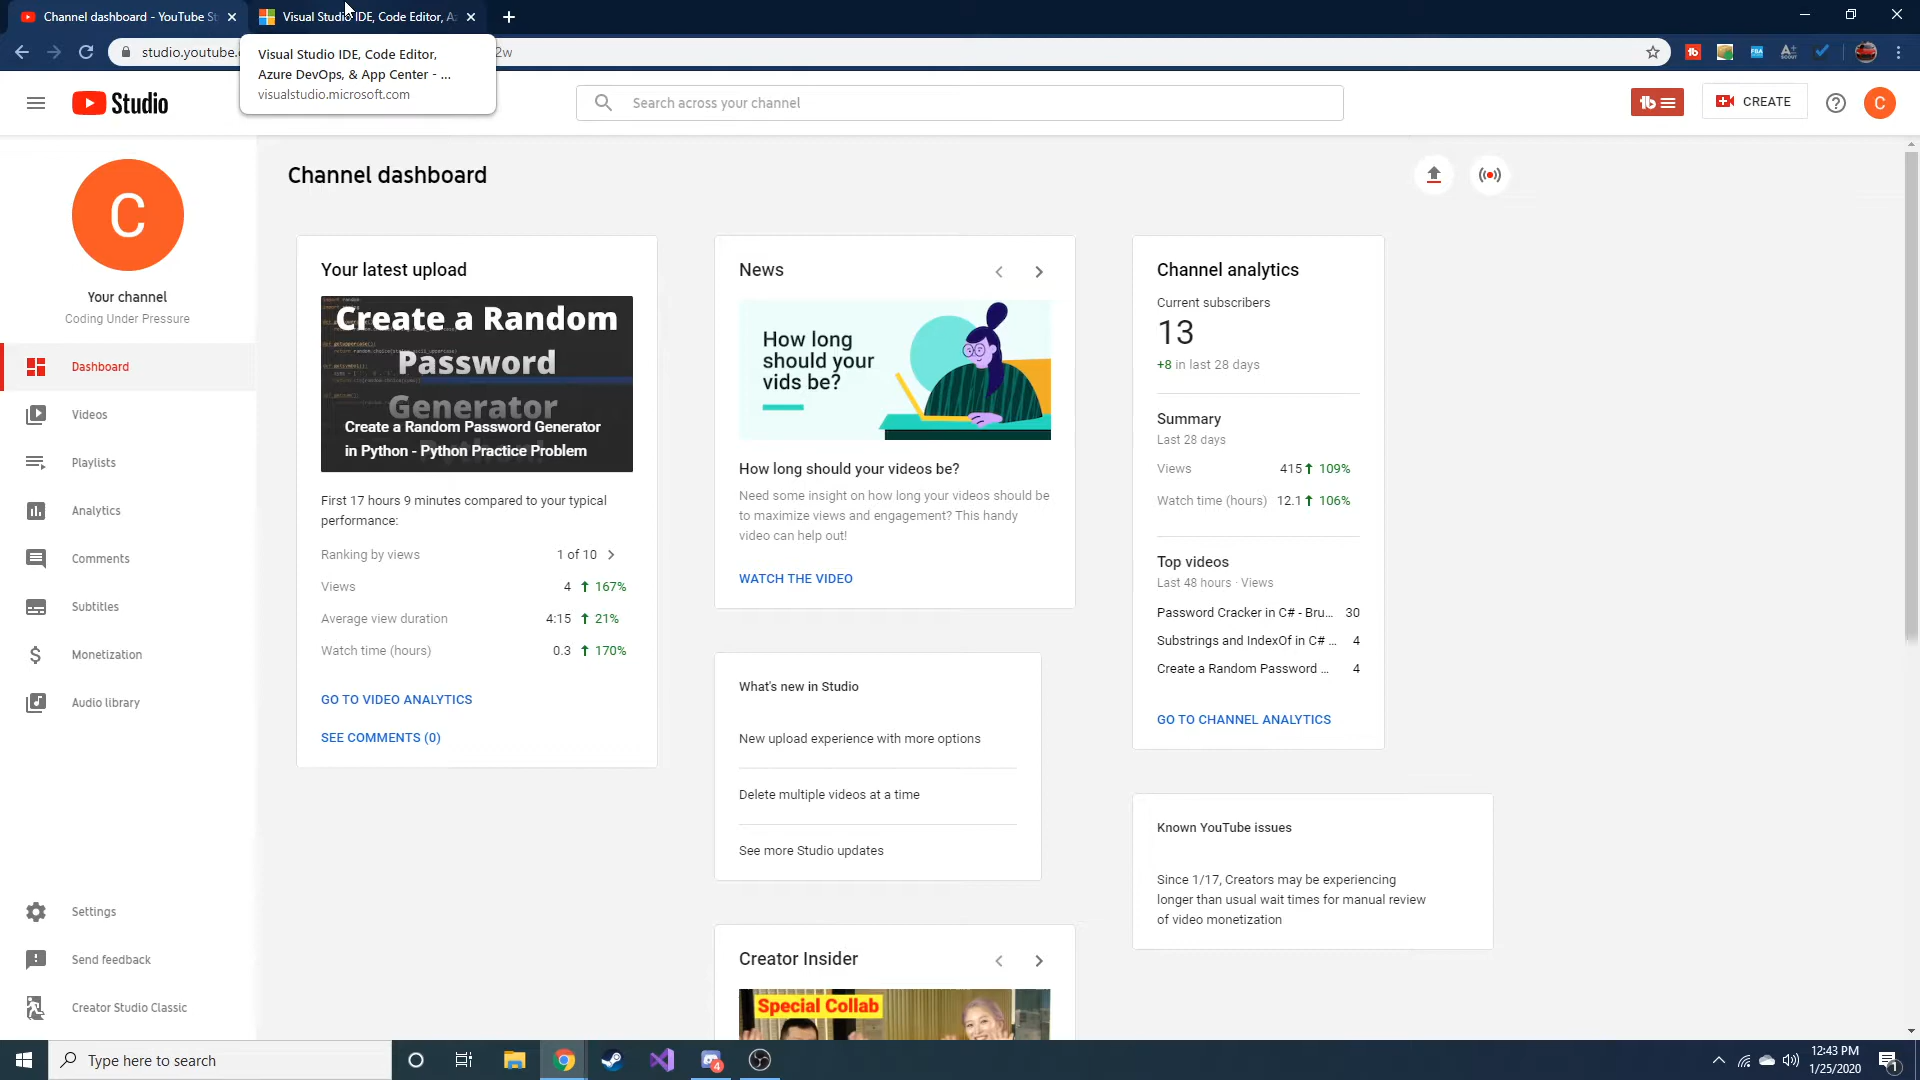 Channel dashboard - YouTube St
Visual Studio IDE, Code Editor, Az
studio.youtube.
2w
Visual Studio IDE, Code Editor,
Azure DevOps, & App Center - ...
visualstudio.microsoft.com
Studio
Search across your channel
CREATE
C
C
Your channel
Coding Under Pressure
Dashboard
Videos
Playlists
Analytics
Comments
Subtitles
Monetization
Audio library
Settings
Send feedback
Creator Studio Classic
Channel dashboard
Your latest upload
Create a Random
Password
Generator
Create a Random Password Generator
in Python - Python Practice Problem
First 17 hours 9 minutes compared to your typical
performance:
Ranking by views 1 of 10
Views 4 167%
Average view duration 4:15 21%
Watch time (hours) 0.3 170%
GO TO VIDEO ANALYTICS
SEE COMMENTS (0)
News
How long
should your
vids be?
How long should your videos be?
Need some insight on how long your videos should be
to maximize views and engagement? This handy
video can help out!
WATCH THE VIDEO
What's new in Studio
New upload experience with more options
Delete multiple videos at a time
See more Studio updates
Creator Insider
Special Collab
Channel analytics
Current subscribers
13
+8 in last 28 days
Summary
Last 28 days
Views 415 109%
Watch time (hours) 12.1 106%
Top videos
Last 48 hours · Views
Password Cracker in C# - Bru... 30
Substrings and IndexOf in C# ... 4
Create a Random Password ... 4
GO TO CHANNEL ANALYTICS
Known YouTube issues
Since 1/17, Creators may be experiencing
longer than usual wait times for manual review
of video monetization
Type here to search
4
12:43 PM
1/25/2020
1